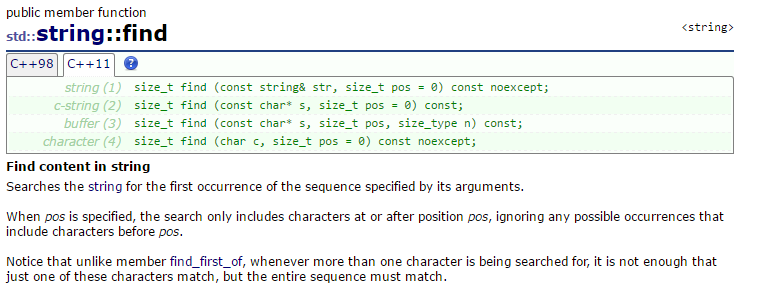 public member function
std::string::find
<string>
C++98 C++11 ?
string (1) size_t find (const string& str, size_t pos = 0) const noexcept;
c-string (2) size_t find (const char* s, size_t pos = 0) const;
buffer (3) size_t find (const char* s, size_t pos, size_type n) const;
character (4) size_t find (char c, size_t pos = 0) const noexcept;
Find content in string
Searches the string for the first occurrence of the sequence specified by its arguments.
When pos is specified, the search only includes characters at or after position pos, ignoring any possible occurrences that
include characters before pos.
Notice that unlike member find_first_of, whenever more than one character is being searched for, it is not enough that
just one of these characters match, but the entire sequence must match.